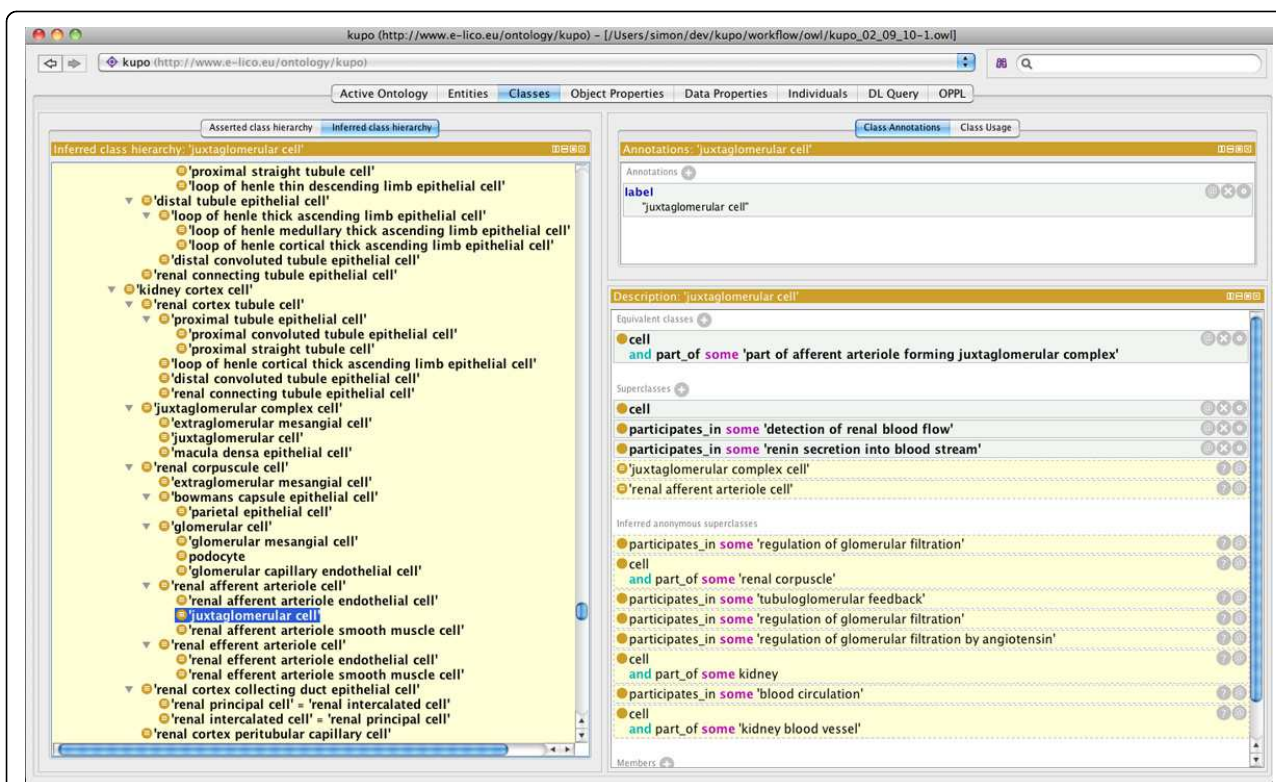 kupo (http://www.e-lico.eu/ontology/kupo) – [/Users/simon/dev/kupo/workflow/owl/kupo_02_09_10-1.owl]
kupo (http://www.e-lico.eu/ontology/kupo)
Active Ontology Entities Classes Object Properties Data Properties Individuals DL Query OPPL
Asserted class hierarchy Inferred class hierarchy
Inferred class hierarchy: 'juxtaglomerular cell'
'proximal straight tubule cell'
'loop of henle thin descending limb epithelial cell'
'distal tubule epithelial cell'
'loop of henle thick ascending limb epithelial cell'
'loop of henle medullary thick ascending limb epithelial cell'
'loop of henle cortical thick ascending limb epithelial cell'
'distal convoluted tubule epithelial cell'
'renal connecting tubule epithelial cell'
'kidney cortex cell'
'renal cortex tubule cell'
'proximal tubule epithelial cell'
'proximal convoluted tubule epithelial cell'
'proximal straight tubule cell'
'loop of henle cortical thick ascending limb epithelial cell'
'distal convoluted tubule epithelial cell'
'renal connecting tubule epithelial cell'
'juxtaglomerular complex cell'
'extraglomerular mesangial cell'
'juxtaglomerular cell'
'macula densa epithelial cell'
'renal corpuscule cell'
'extraglomerular mesangial cell'
'bowmans capsule epithelial cell'
'parietal epithelial cell'
'glomerular cell'
'glomerular mesangial cell'
podocyte
'glomerular capillary endothelial cell'
'renal afferent arteriole cell'
'renal afferent arteriole endothelial cell'
'juxtaglomerular cell'
'renal afferent arteriole smooth muscle cell'
'renal efferent arteriole cell'
'renal efferent arteriole endothelial cell'
'renal efferent arteriole smooth muscle cell'
'renal cortex collecting duct epithelial cell'
'renal principal cell' = 'renal intercalated cell'
'renal intercalated cell' = 'renal principal cell'
'renal cortex peritubular capillary cell'
Class Annotations Class Usage
Annotations: 'juxtaglomerular cell'
Annotations
label
"juxtaglomerular cell"
Description: 'juxtaglomerular cell'
Equivalent classes
cell
and part_of some 'part of afferent arteriole forming juxtaglomerular complex'
Superclasses
cell
participates_in some 'detection of renal blood flow'
participates_in some 'renin secretion into blood stream'
'juxtaglomerular complex cell'
'renal afferent arteriole cell'
Inferred anonymous superclasses
participates_in some 'regulation of glomerular filtration'
cell
and part_of some 'renal corpuscle'
participates_in some 'tubuloglomerular feedback'
participates_in some 'regulation of glomerular filtration'
participates_in some 'regulation of glomerular filtration by angiotensin'
cell
and part_of some kidney
participates_in some 'blood circulation'
cell
and part_of some 'kidney blood vessel'
Members